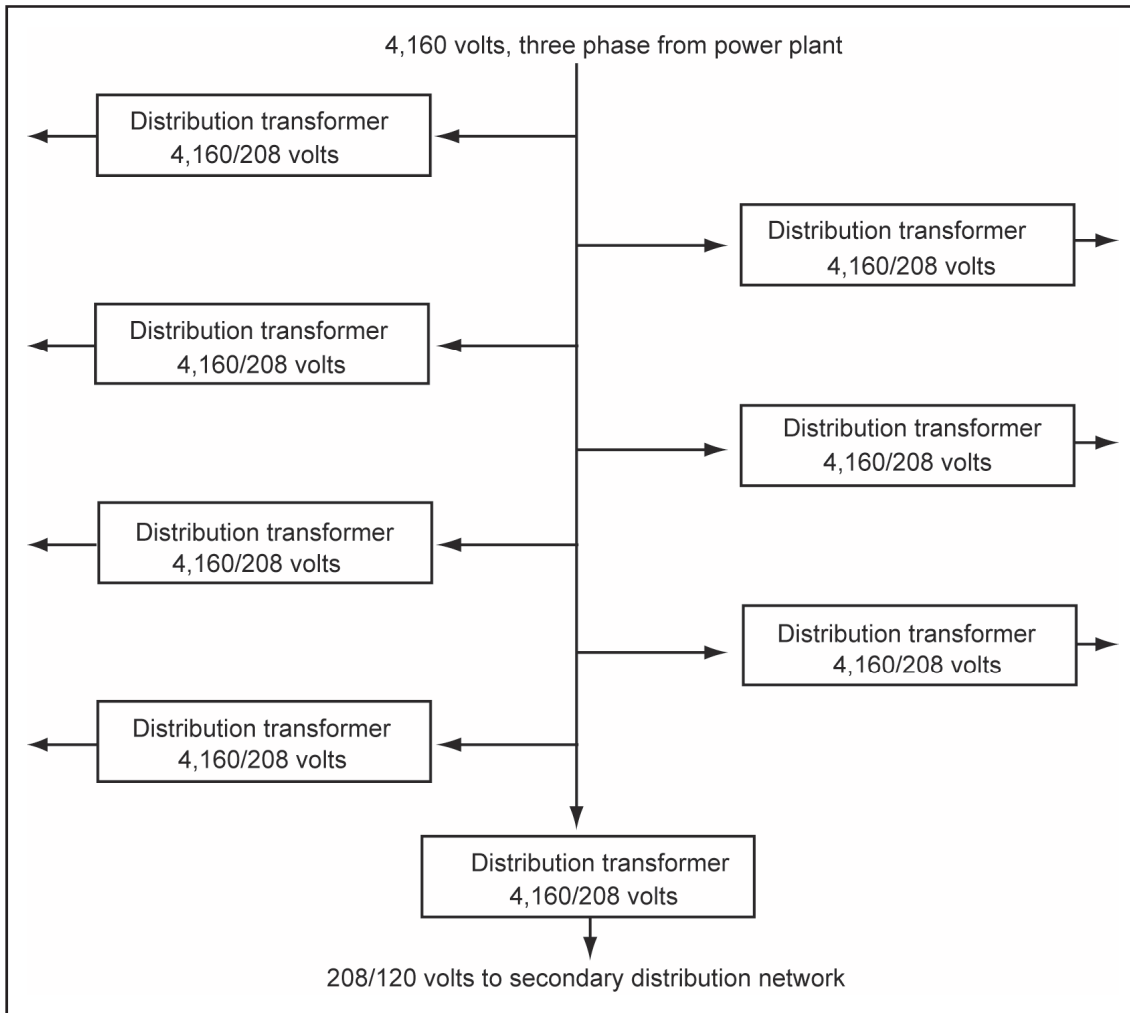 4,160 volts, three phase from power plant
Distribution transformer
4,160/208 volts
Distribution transformer
4,160/208 volts
Distribution transformer
4,160/208 volts
Distribution transformer
4,160/208 volts
Distribution transformer
4,160/208 volts
Distribution transformer
4,160/208 volts
Distribution transformer
4,160/208 volts
Distribution transformer
4,160/208 volts
208/120 volts to secondary distribution network